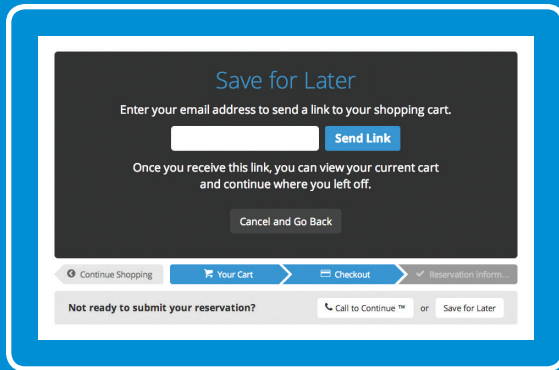 Save for Later
Enter your email address to send a link to your shopping cart.
Send Link
Once you receive this link, you can view your current cart
and continue where you left off.
Cancel and Go Back
Continue Shopping
Your Cart
Checkout
Reservation inform...
Not ready to submit your reservation?
Call to Continue ™
or
Save for Later